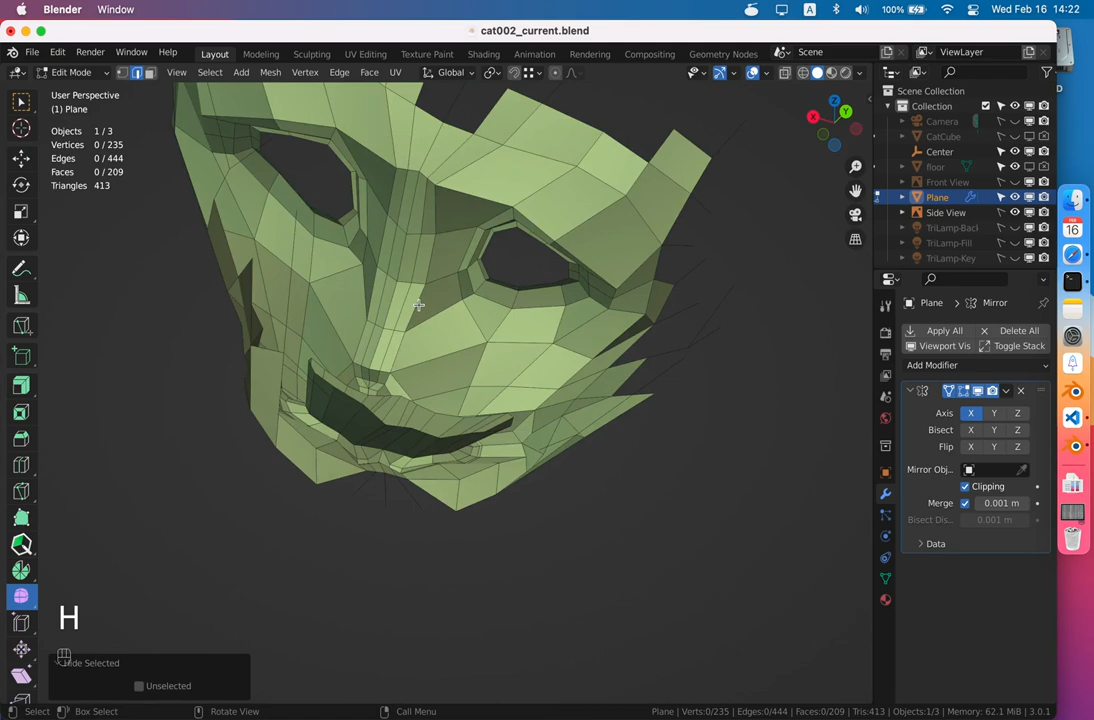 Blender Window 100% A Wed Feb 16 14:22
cat002_current.blend
File Edit Render Window Help Layout Modeling Sculpting UV Editing Texture Paint Shading Animation Rendering Compositing Geometry Nodes Scene ViewLayer
Edit Mode View Select Add Mesh Vertex Edge Face UV Global
User Perspective
(1) Plane
Objects 1 / 3
Vertices 0 / 235
Edges 0 / 444
Faces 0 / 209
Triangles 413
X Y Z
Scene Collection
Collection
Camera
CatCube
Center
floor
Front View
Plane
Side View
TriLamp-Back
TriLamp-Fill
TriLamp-Key
FEB
16
Plane > Mirror
Apply All Delete All
Viewport Vis Toggle Stack
Add Modifier
Axis X Y Z
Bisect X Y Z
Flip X Y Z
Mirror Obj..
Clipping
Merge 0.001 m
Bisect Dis... 0.001 m
Data
H
Hide Selected
Unselected
Select Box Select Rotate View Call Menu Plane | Verts:0/235 | Edges:0/444 | Faces:0/209 | Tris:413 | Objects:1/3 | Memory: 62.1 MiB | 3.0.1